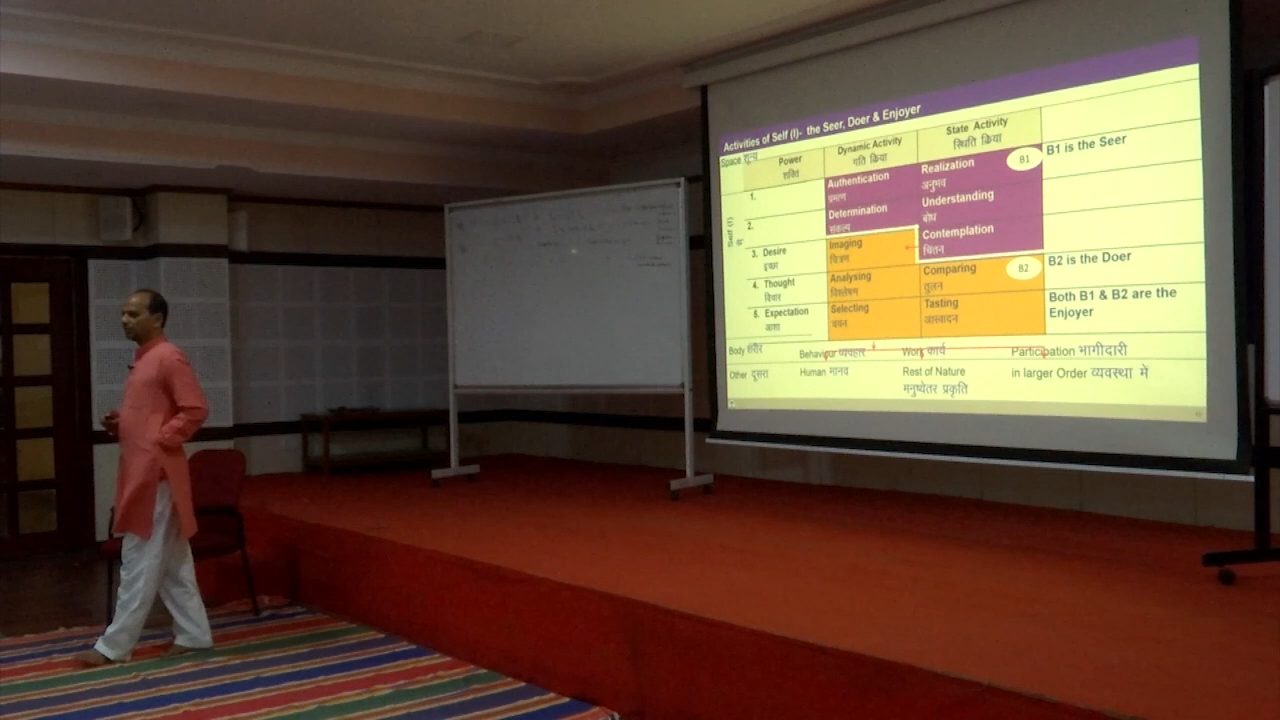 Activities of Self (I)- the Seer, Doer & Enjoyer
Space शून्य
Power
शक्ति
Dynamic Activity
गति क्रिया
State Activity
स्थिति क्रिया
Self (I)
मैं
1.
Authentication
प्रमाण
Realization
अनुभव
B1
B1 is the Seer
2.
Determination
संकल्प
Understanding
बोध
3. Desire
इच्छा
Imaging
चित्रण
Contemplation
चिंतन
4. Thought
विचार
Analysing
विश्लेषण
Comparing
तुलन
B2
B2 is the Doer
5. Expectation
आशा
Selecting
चयन
Tasting
आस्वादन
Both B1 & B2 are the
Enjoyer
Body शरीर
Behaviour व्यवहार
Work कार्य
Participation भागीदारी
Other दूसरा
Human मानव
Rest of Nature
मनुष्येतर प्रकृति
in larger Order व्यवस्था में